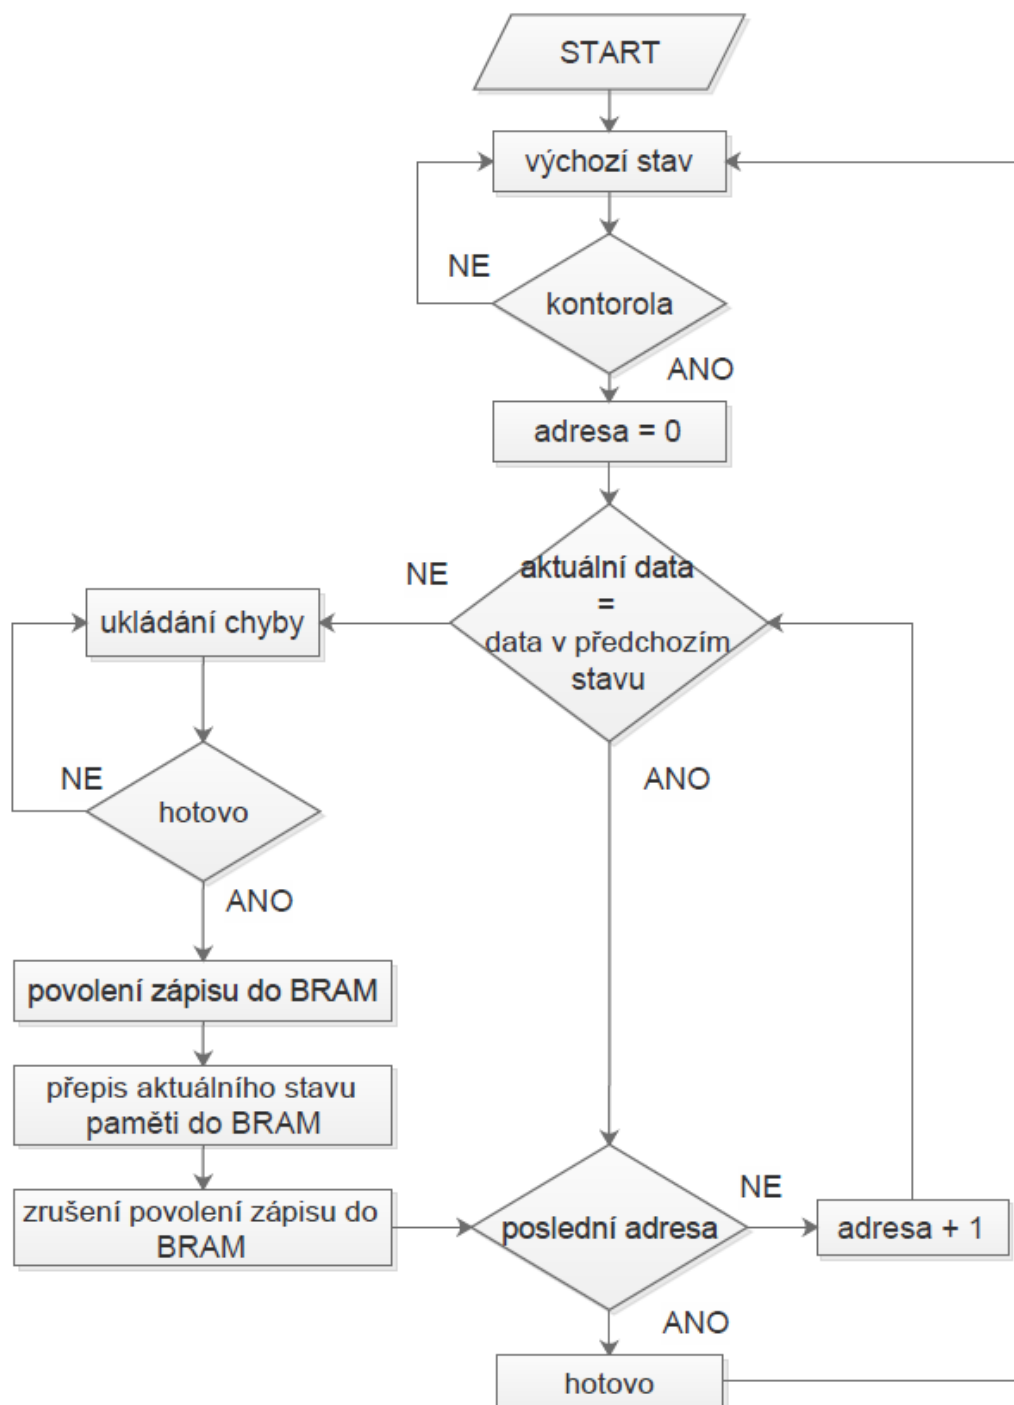 START
výchozí stav
NE
kontorola
ANO
adresa = 0
aktuální data
=
data v předchozím
stavu
NE
ukládání chyby
ANO
NE
hotovo
ANO
povolení zápisu do BRAM
přepis aktuálního stavu
paměti do BRAM
zrušení povolení zápisu do
BRAM
poslední adresa
NE
adresa + 1
ANO
hotovo